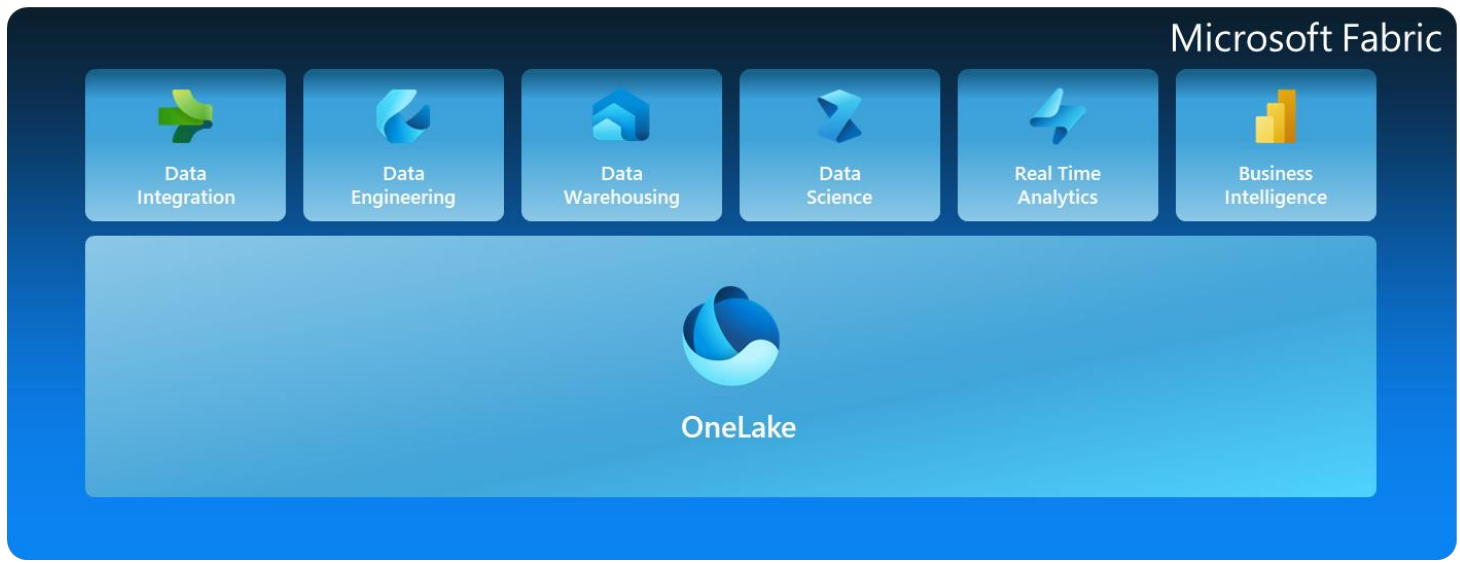 Microsoft Fabric
Data
Integration
Data
Engineering
Data
Warehousing
Data
Science
Real Time
Analytics
Business
Intelligence
OneLake